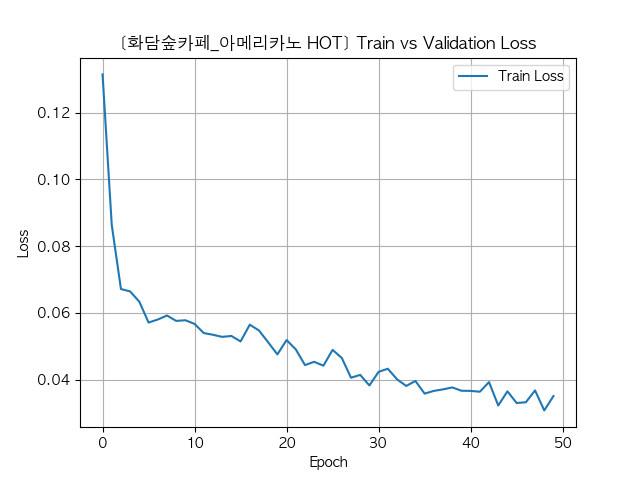 [화담숲카페_아메리카노 HOT] Train vs Validation Loss
Train Loss
0.12
0.10
0.08
0.06
0.04
Loss
0 10 20 30 40 50
Epoch